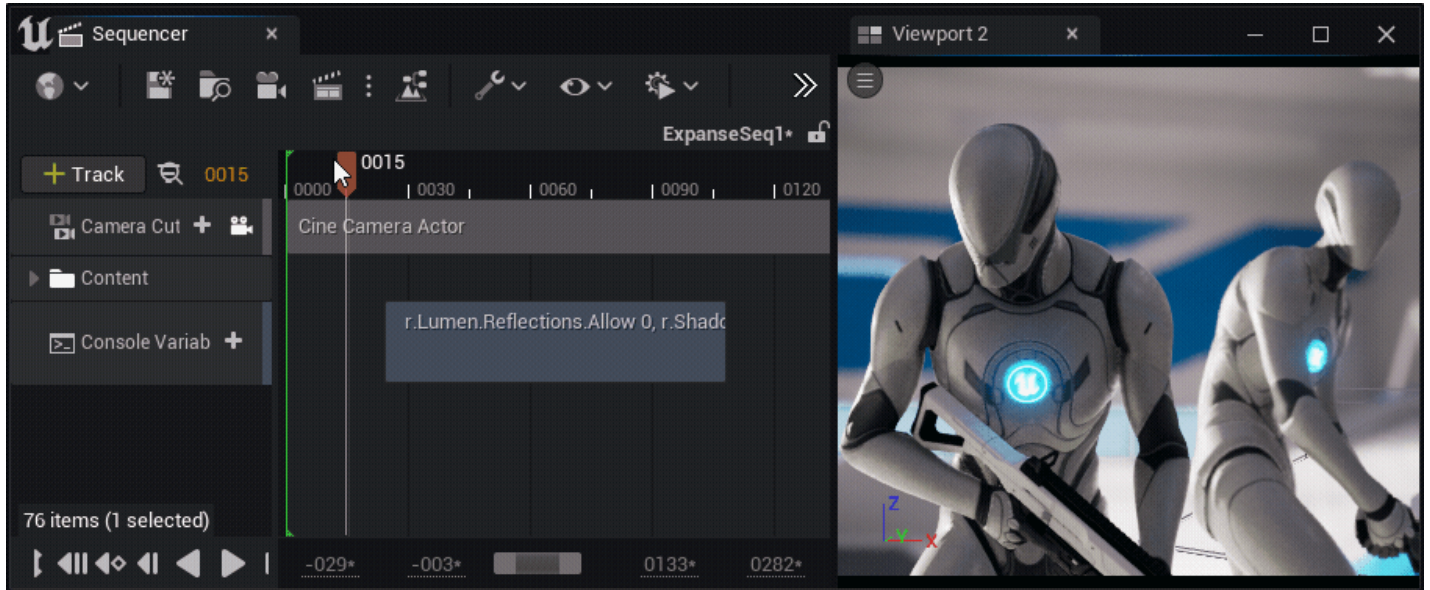 Sequencer
Viewport 2
ExpanseSeq1*
+ Track
0015
0015
0000
0030
0060
0090
0120
Camera Cut
Cine Camera Actor
Content
Console Variab
r.Lumen.Reflections.Allow 0, r.Shado
76 items (1 selected)
-029*
-003*
0133*
0282*
Z
Y
X